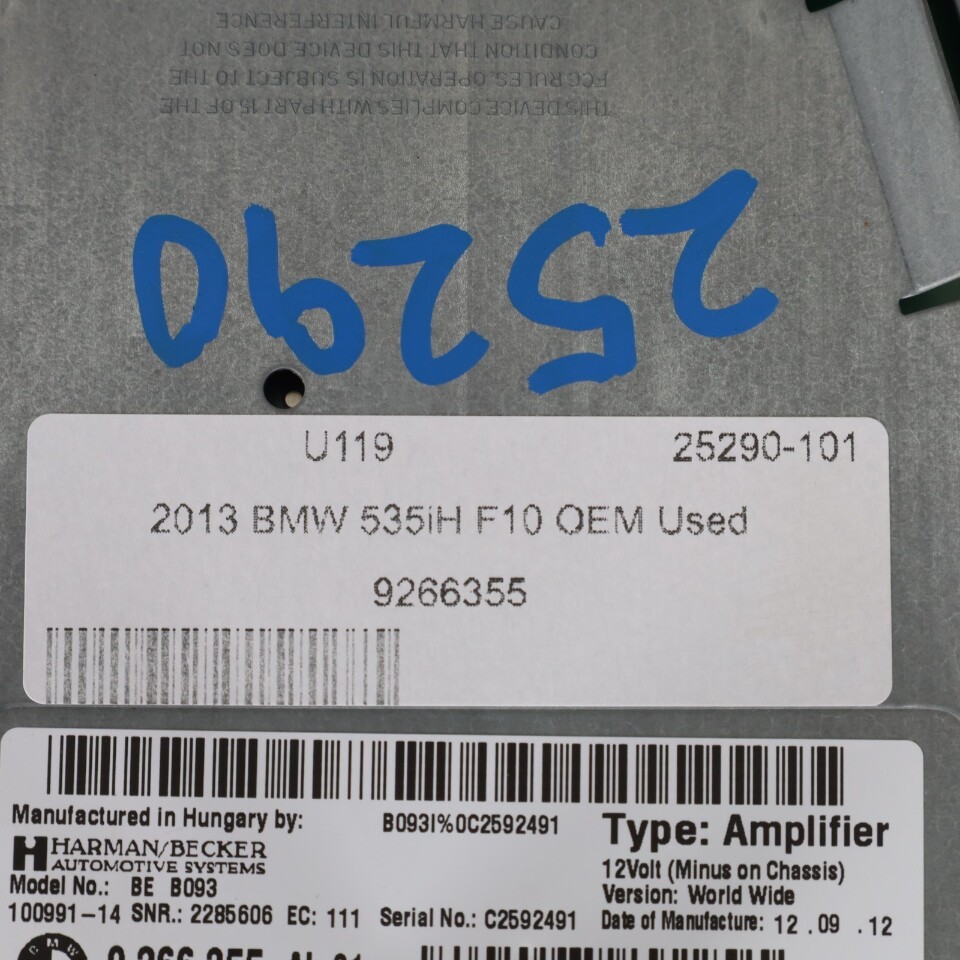 THIS DEVICE COMPLIES WITH PART 15 OF THE
FCC RULES. OPERATION IS SUBJECT TO THE
CONDITION THAT THIS DEVICE DOES NOT
CAUSE HARMFUL INTERFERENCE
25290
U119 25290-101
2013 BMW 535iH F10 OEM Used
9266355
B093I%0C2592491
Manufactured in Hungary by:
HARMAN/BECKER
AUTOMOTIVE SYSTEMS
Type: Amplifier
12Volt (Minus on Chassis)
Model No.: BE B093
Version: World Wide
100991-14 SNR.: 2285606 EC: 111 Serial No.: C2592491 Date of Manufacture: 12.09.12
BMW